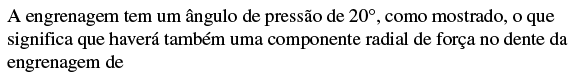 A engrenagem tem um ângulo de pressão de 20°, como mostrado, o que
significa que haverá também uma componente radial de força no dente da
engrenagem de